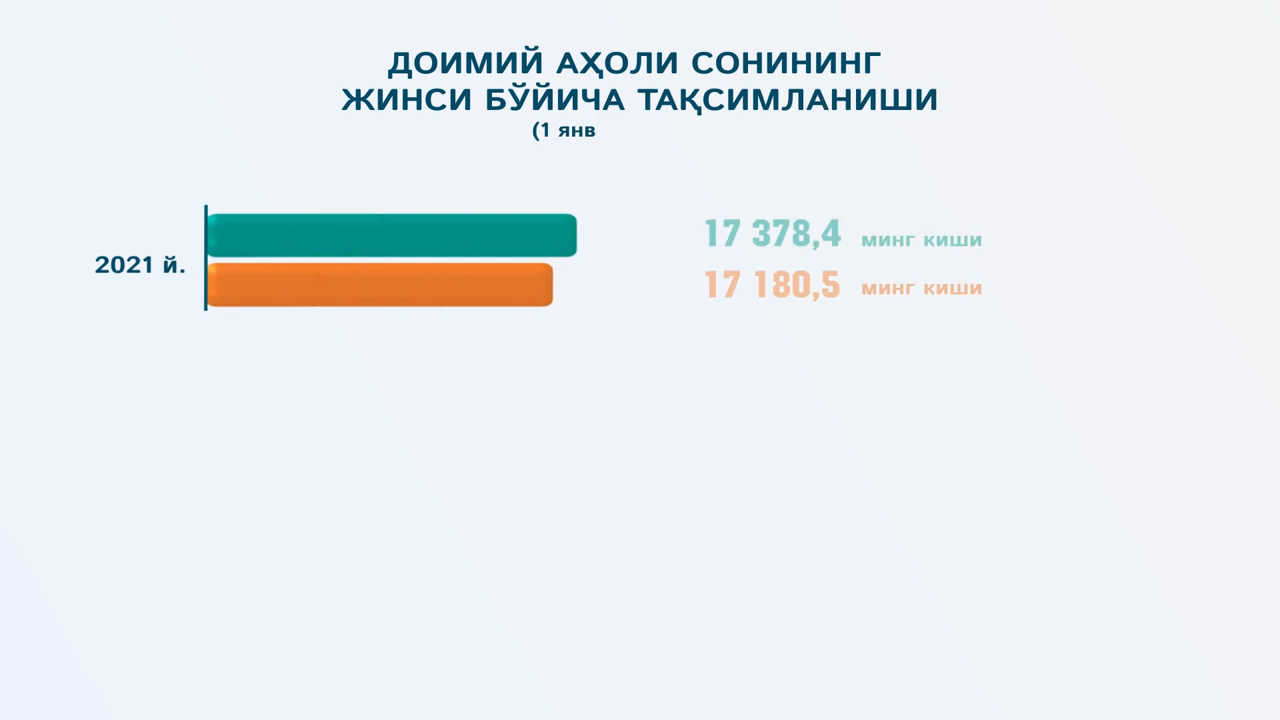 ДОИМИЙ АҲОЛИ СОНИНИНГ
ЖИНСИ БЎЙИЧА ТАҚСИМЛАНИШИ
(1 янв
2021 й.
17 378,4 минг киши
17 180,5 минг киши